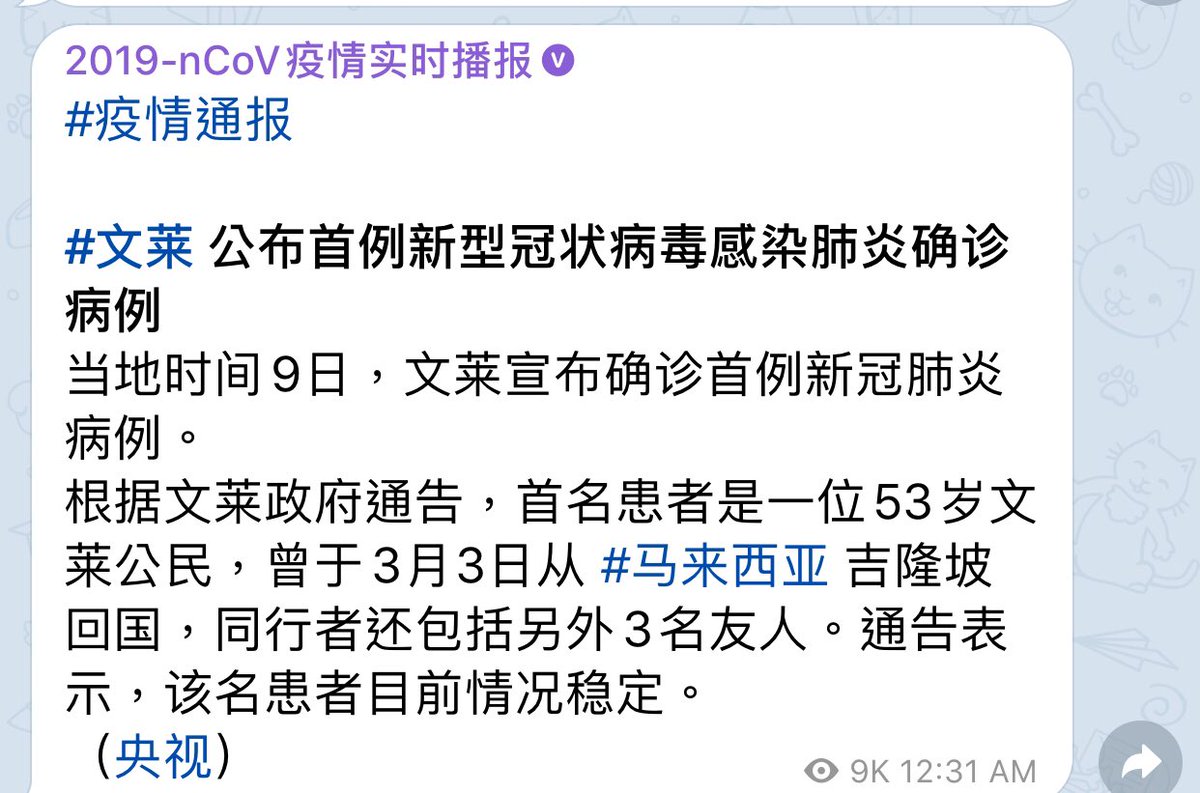 2019-nCoV疫情实时播报
#疫情通报
#文莱 公布首例新型冠状病毒感染肺炎确诊
病例
当地时间9日，文莱宣布确诊首例新冠肺炎
病例。
根据文莱政府通告，首名患者是一位53岁文
莱公民，曾于3月3日从 #马来西亚 吉隆坡
回国，同行者还包括另外3名友人。通告表
示，该名患者目前情况稳定。
（央视）
9K 12:31 AM